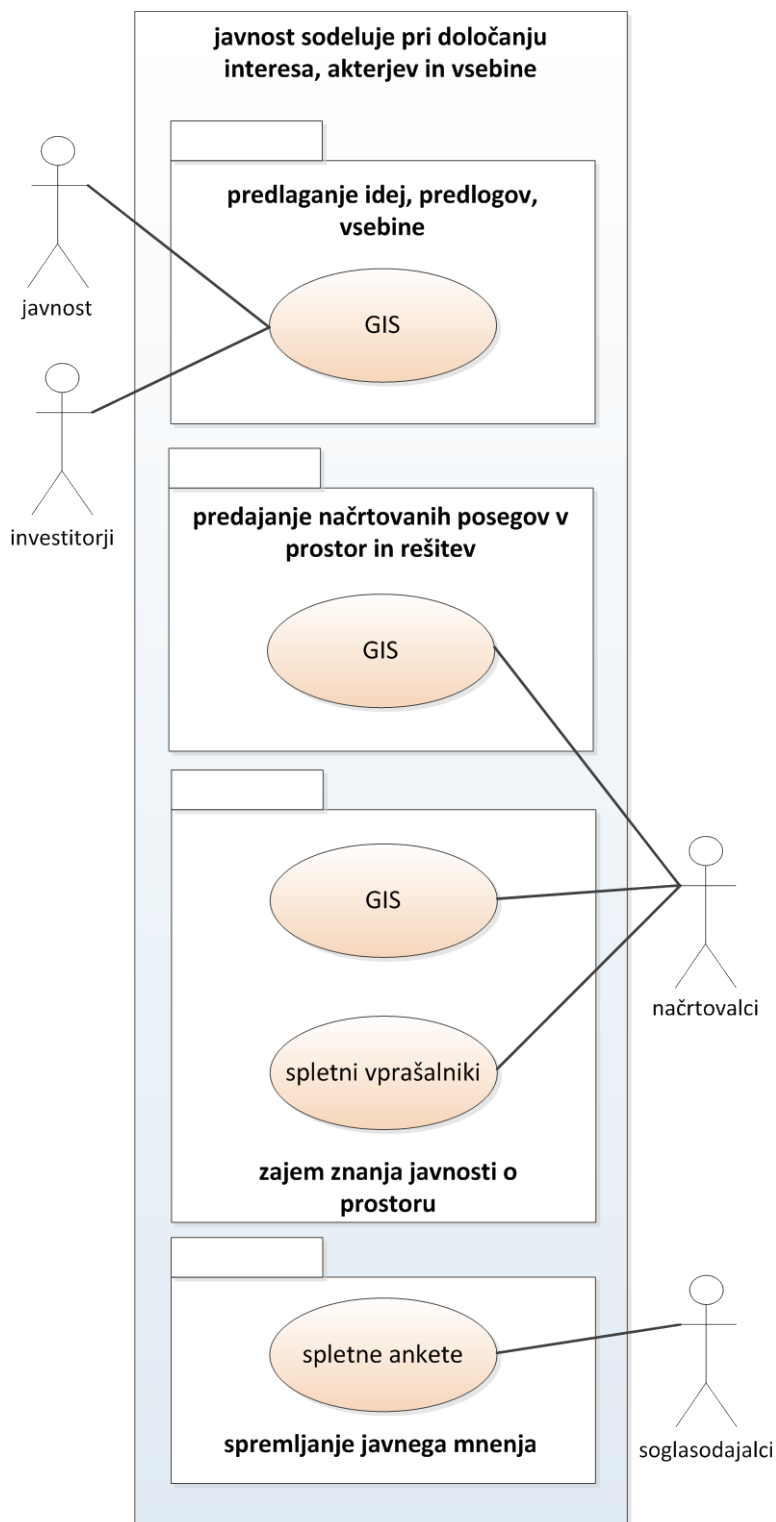 javnost sodeluje pri določanju
interesa, akterjev in vsebine
predlaganje idej, predlogov,
vsebine
GIS
javnost
investitorji
predajanje načrtovanih posegov v
prostor in rešitev
GIS
GIS
načrtovalci
spletni vprašalniki
zajem znanja javnosti o
prostoru
spletne ankete
spremljanje javnega mnenja
soglasodajalci